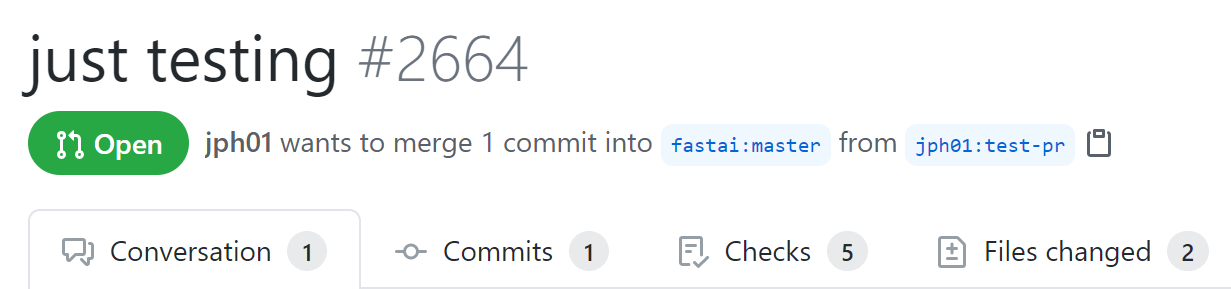 just testing #2664
Open jph01 wants to merge 1 commit into fastai:master from jph01:test-pr
Conversation 1 Commits 1 Checks 5 Files changed 2